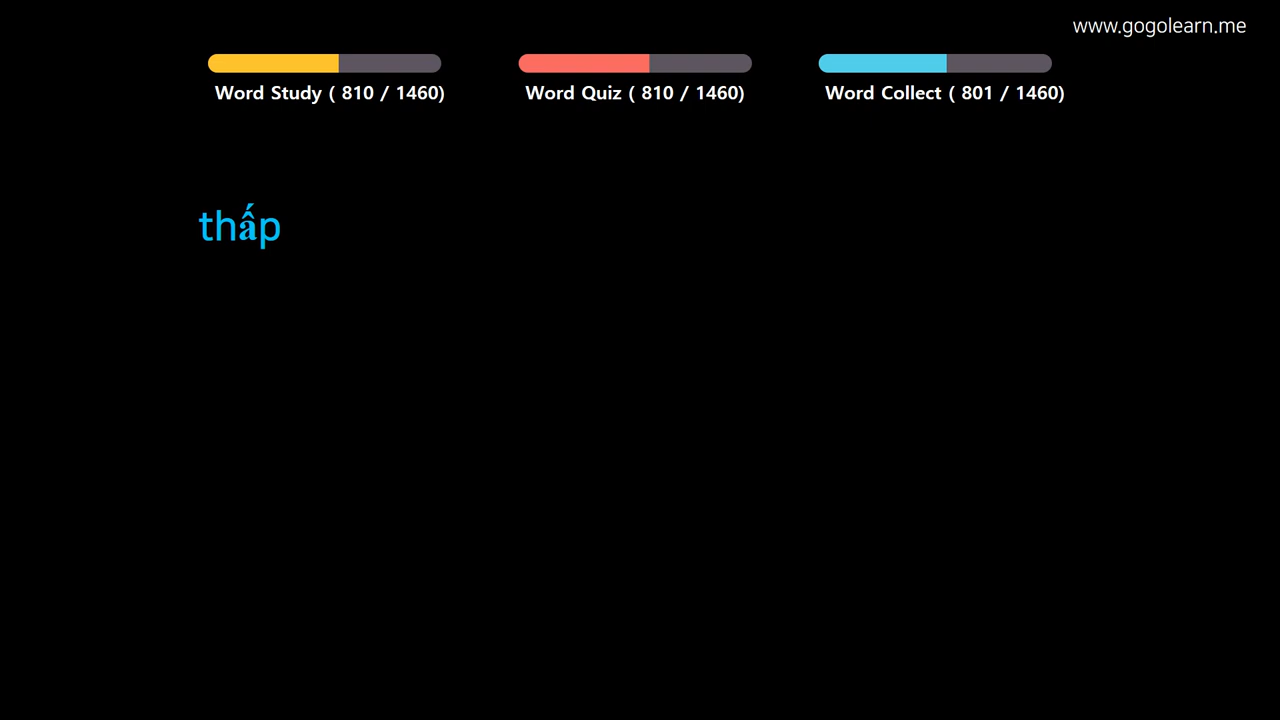 www.gogolearn.me
Word Study ( 810 / 1460)
Word Quiz ( 810 / 1460)
Word Collect ( 801 / 1460)
thấp